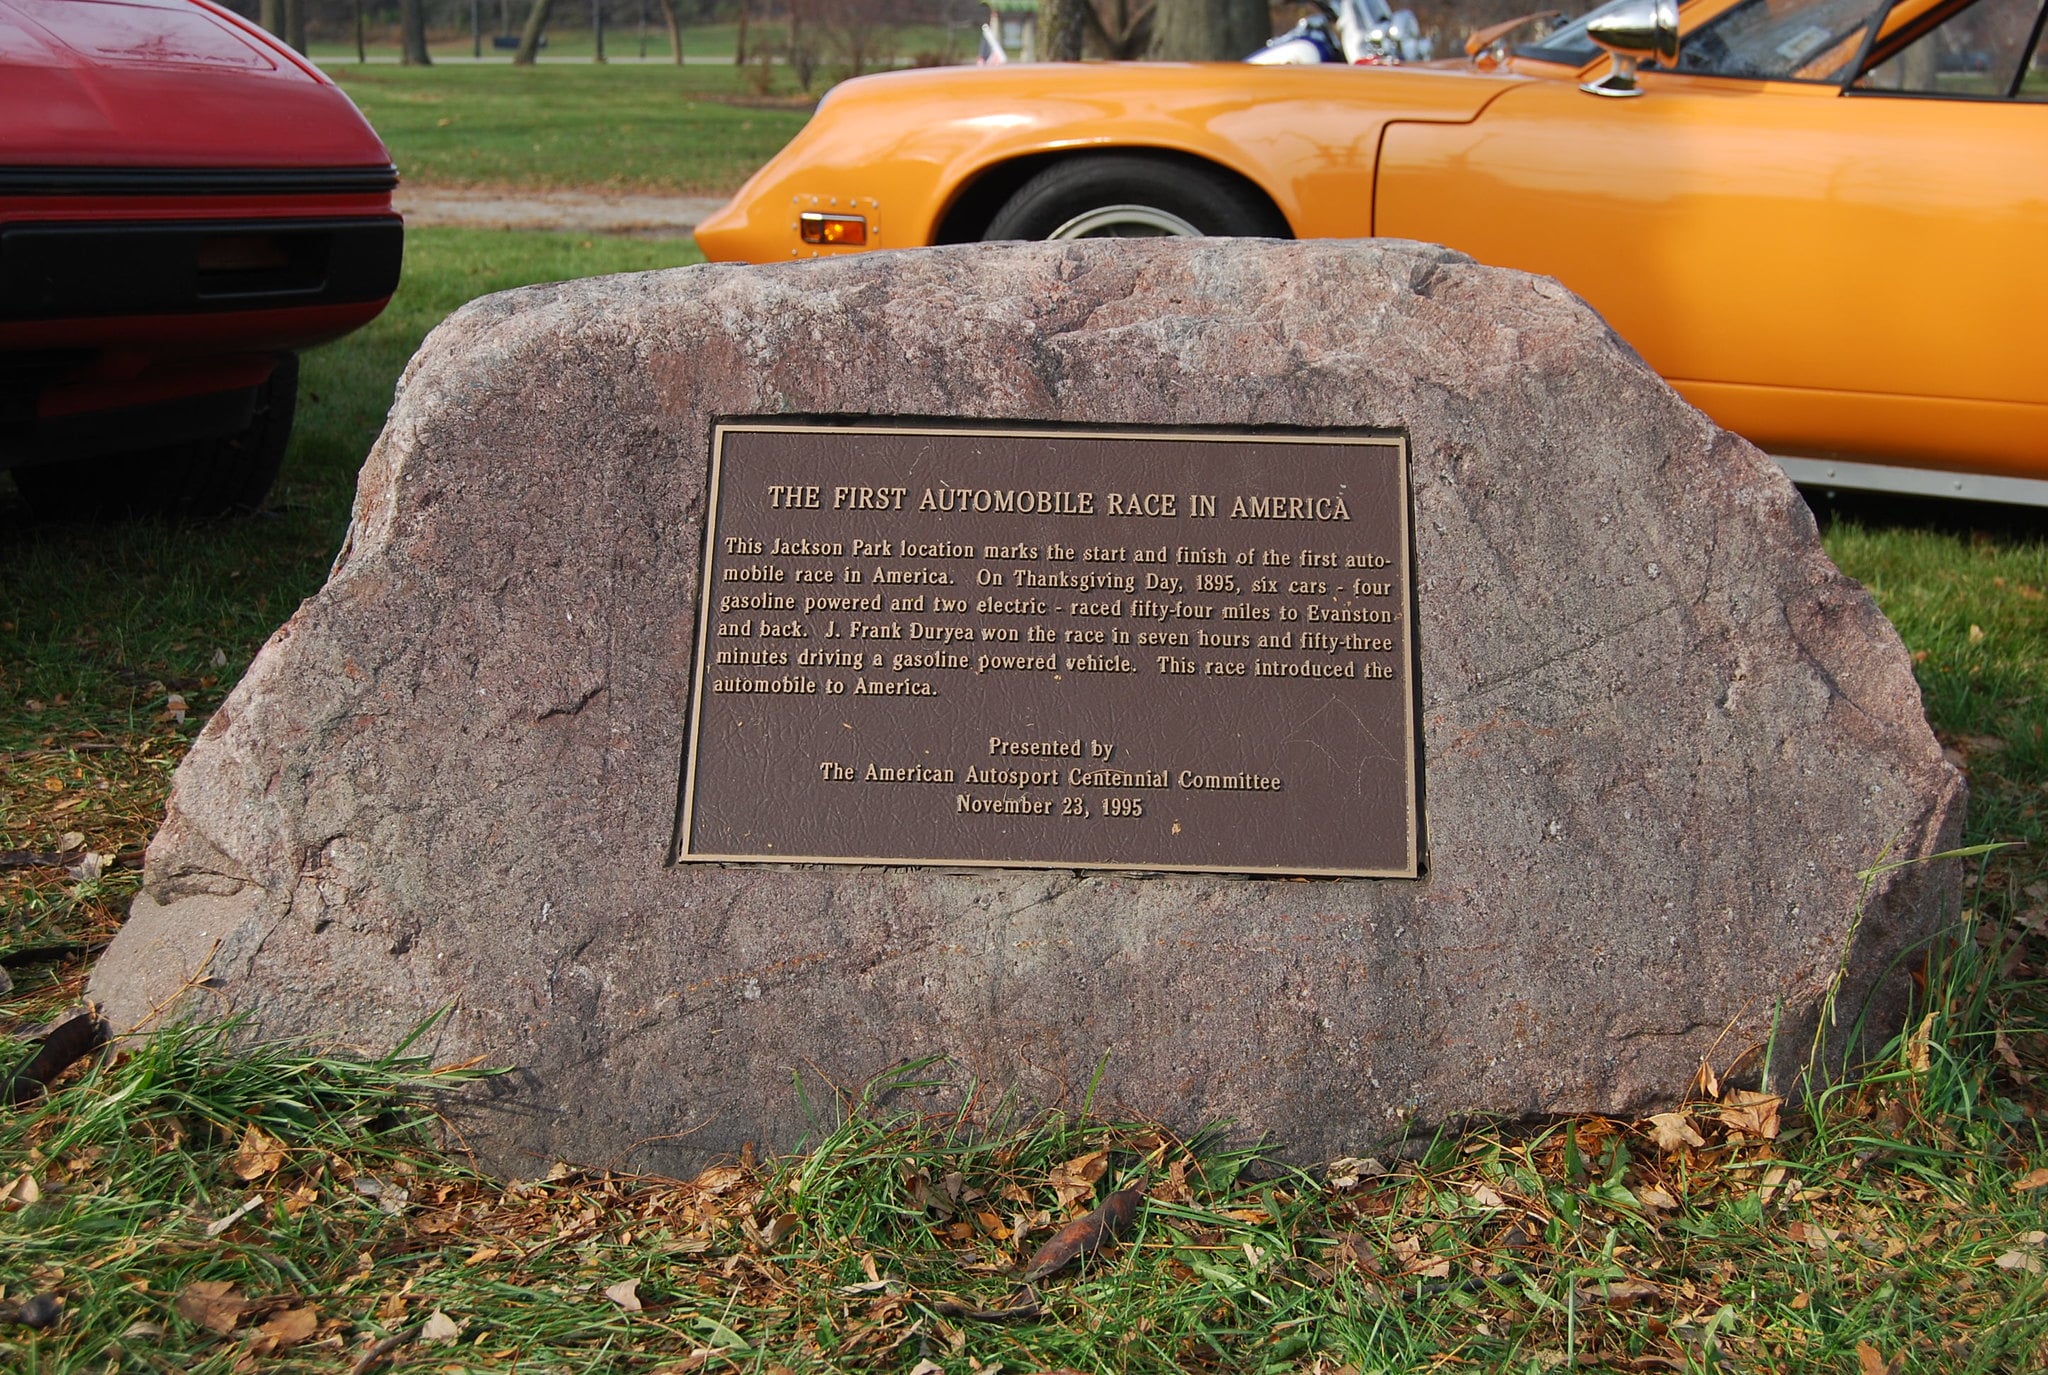 THE FIRST AUTOMOBILE RACE IN AMERICA
This Jackson Park location marks the start and finish of the first auto-
mobile race in America. On Thanksgiving Day, 1895, six cars - four
gasoline powered and two electric - raced fifty-four miles to Evanston
and back. J. Frank Duryea won the race in seven hours and fifty-three
minutes driving a gasoline powered vehicle. This race introduced the
automobile to America.
Presented by
The American Autosport Centennial Committee
November 23, 1995